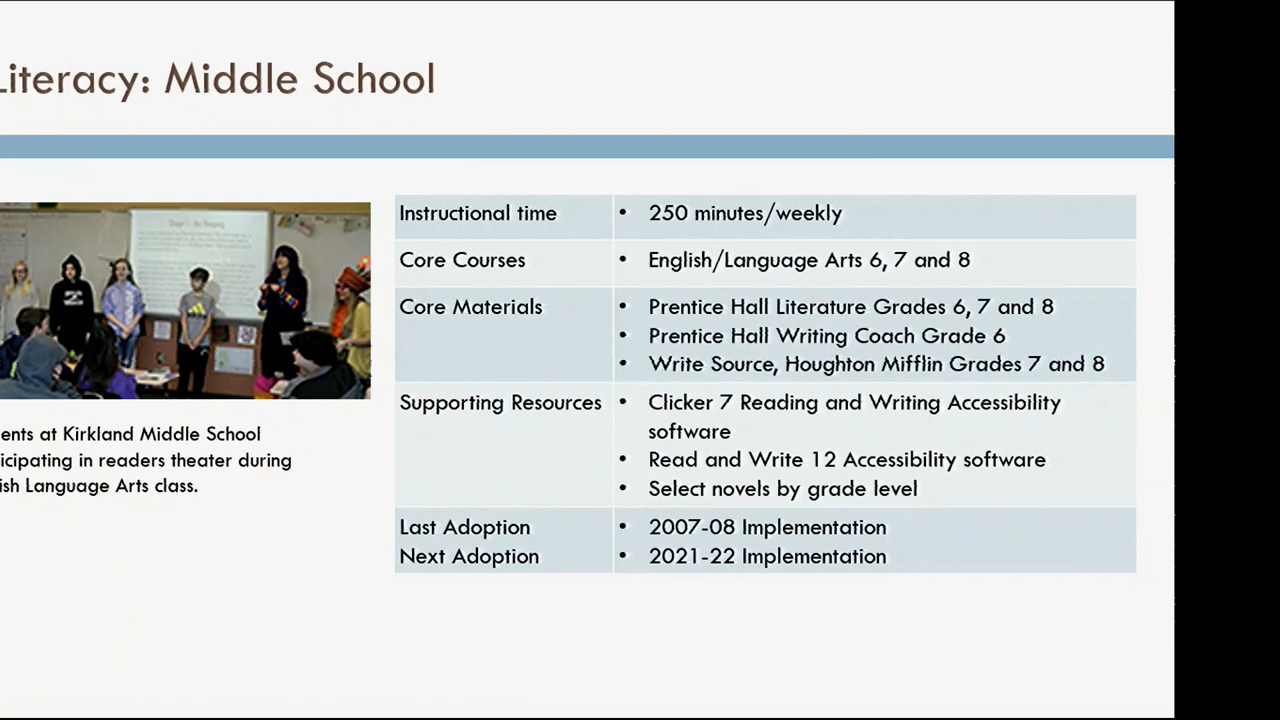 Literacy: Middle School
Instructional time • 250 minutes/weekly
Core Courses • English/Language Arts 6, 7 and 8
Core Materials • Prentice Hall Literature Grades 6, 7 and 8
• Prentice Hall Writing Coach Grade 6
• Write Source, Houghton Mifflin Grades 7 and 8
Supporting Resources • Clicker 7 Reading and Writing Accessibility
software
• Read and Write 12 Accessibility software
• Select novels by grade level
Last Adoption • 2007-08 Implementation
Next Adoption • 2021-22 Implementation
ents at Kirkland Middle School
icipating in readers theater during
ish Language Arts class.